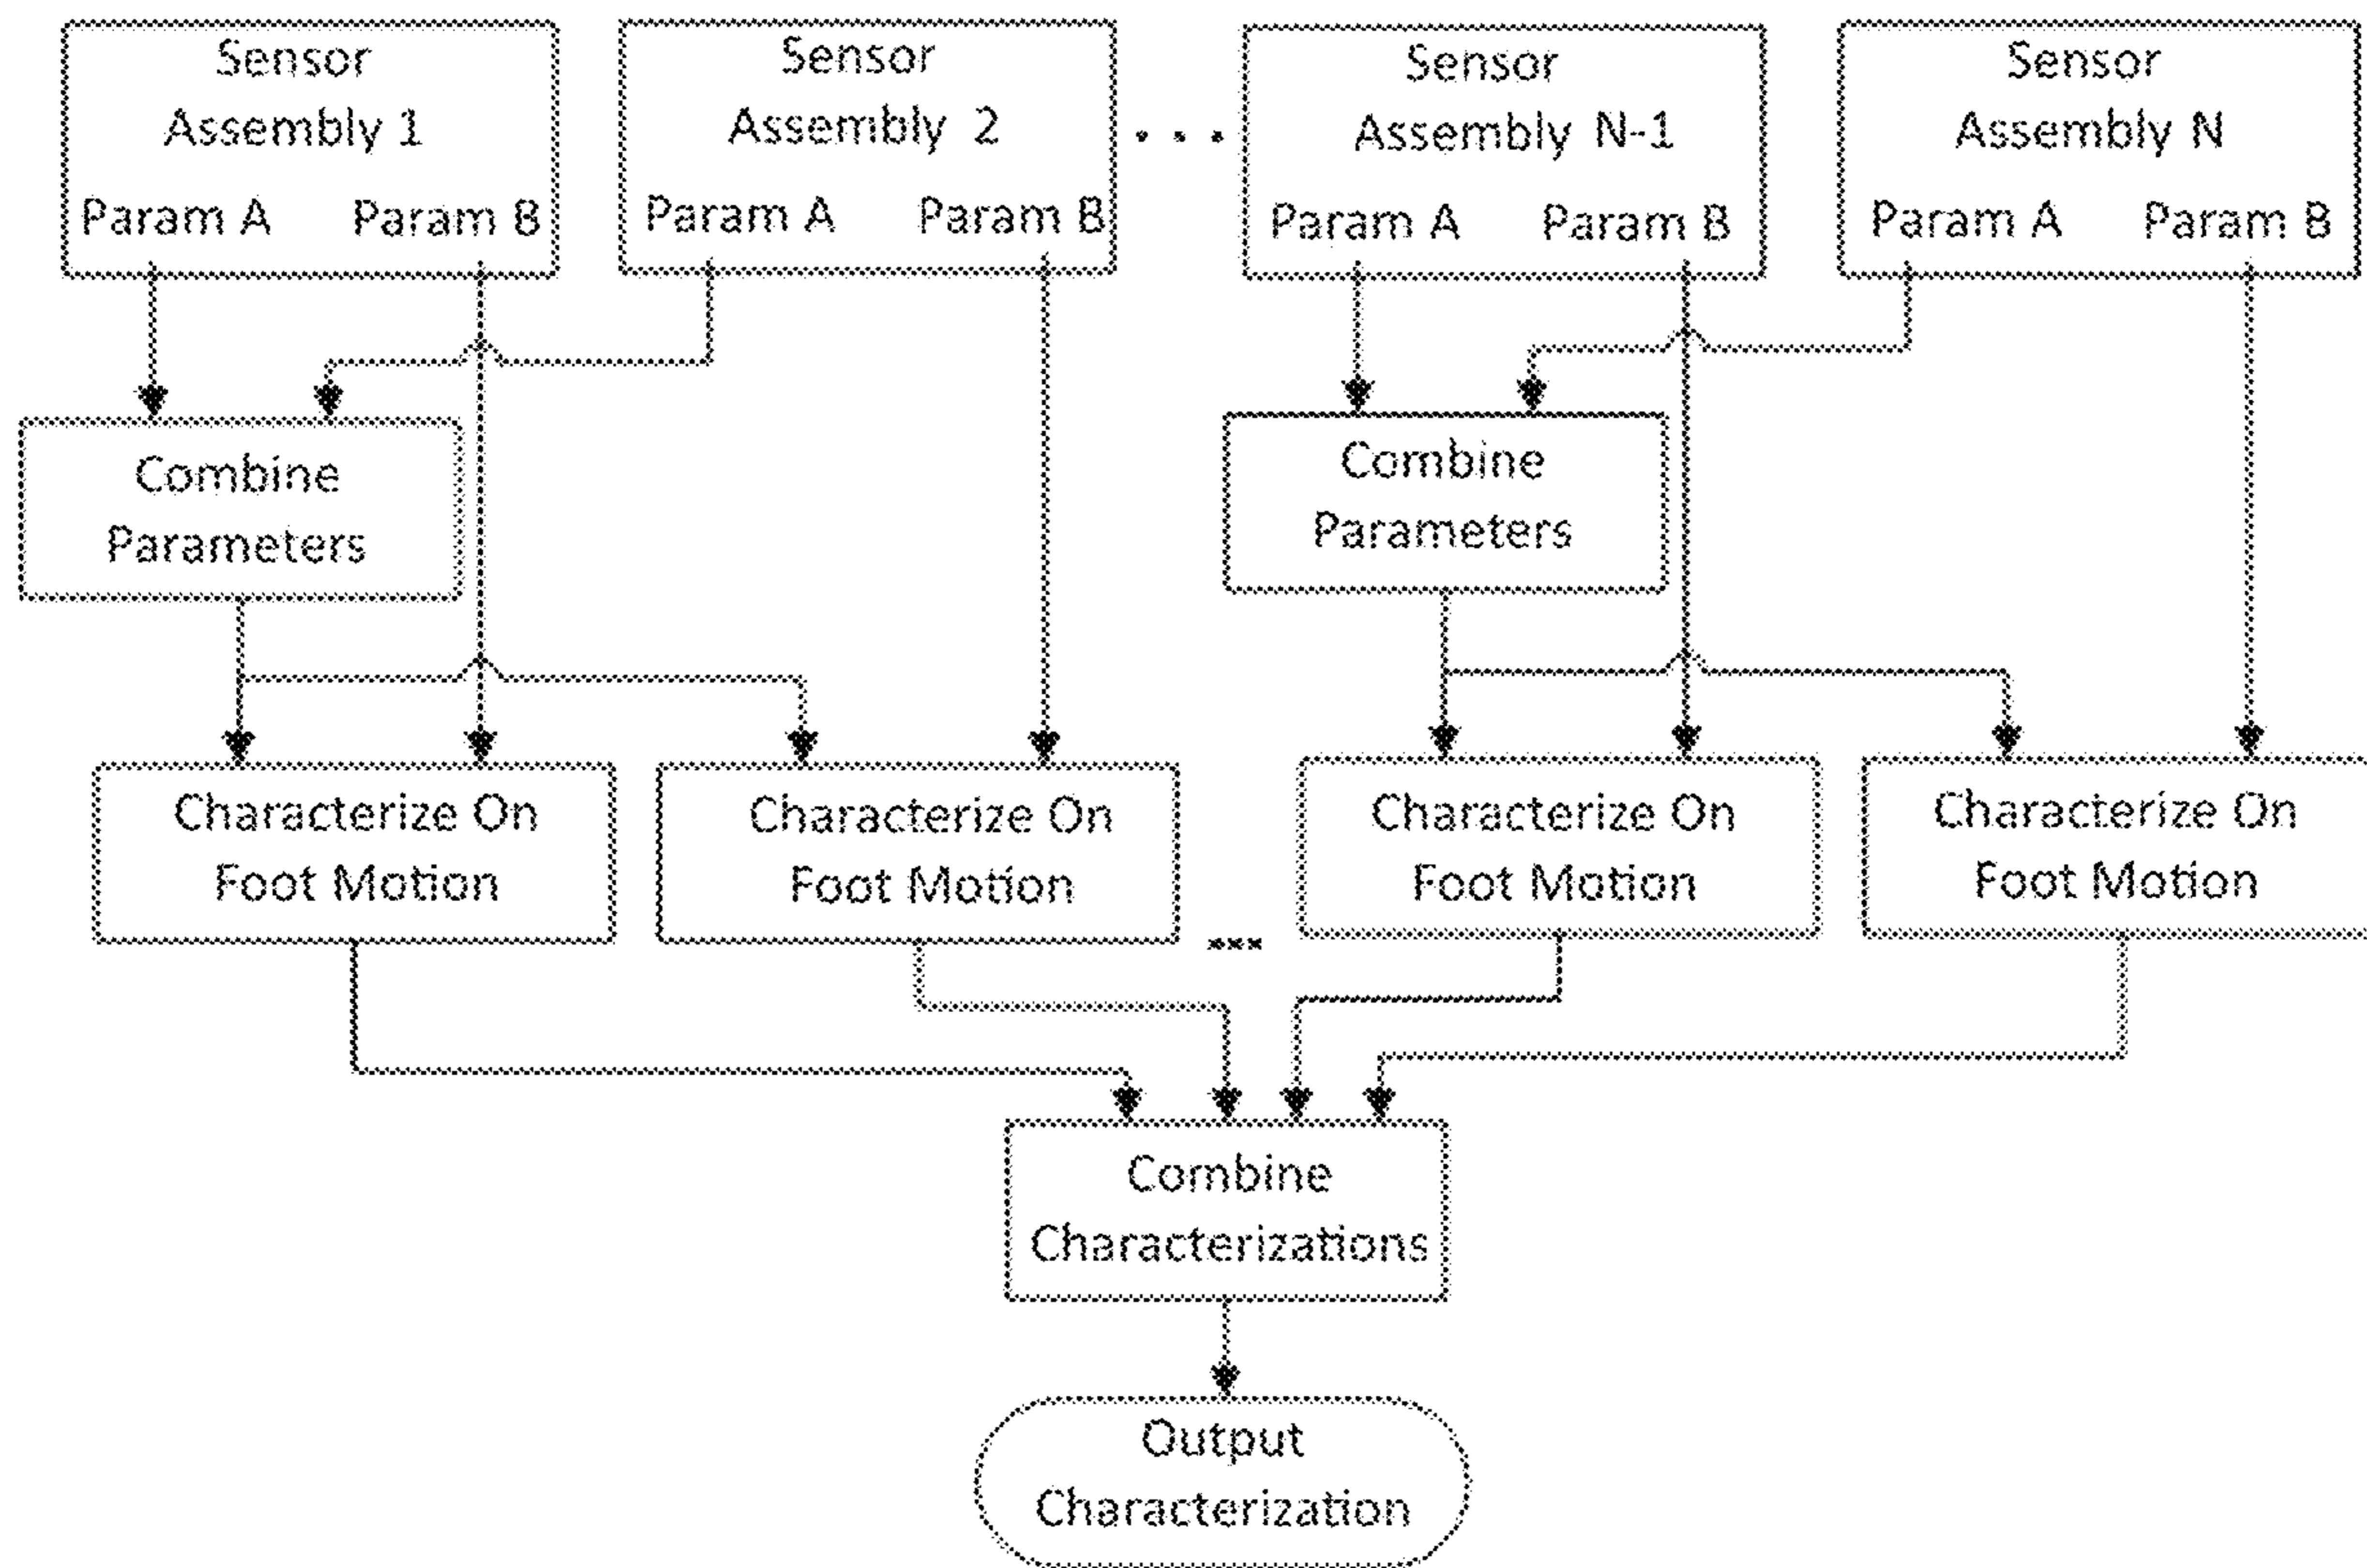 Sensor
Assembly 1
Param A Param B
Sensor
Assembly 2
Param A Param B
. . .
Sensor
Assembly N-1
Param A Param B
Sensor
Assembly N
Param A Param B
Combine
Parameters
Combine
Parameters
Characterize On
Foot Motion
Characterize On
Foot Motion
...
Characterize On
Foot Motion
Characterize On
Foot Motion
Combine
Characterizations
Output
Characterization